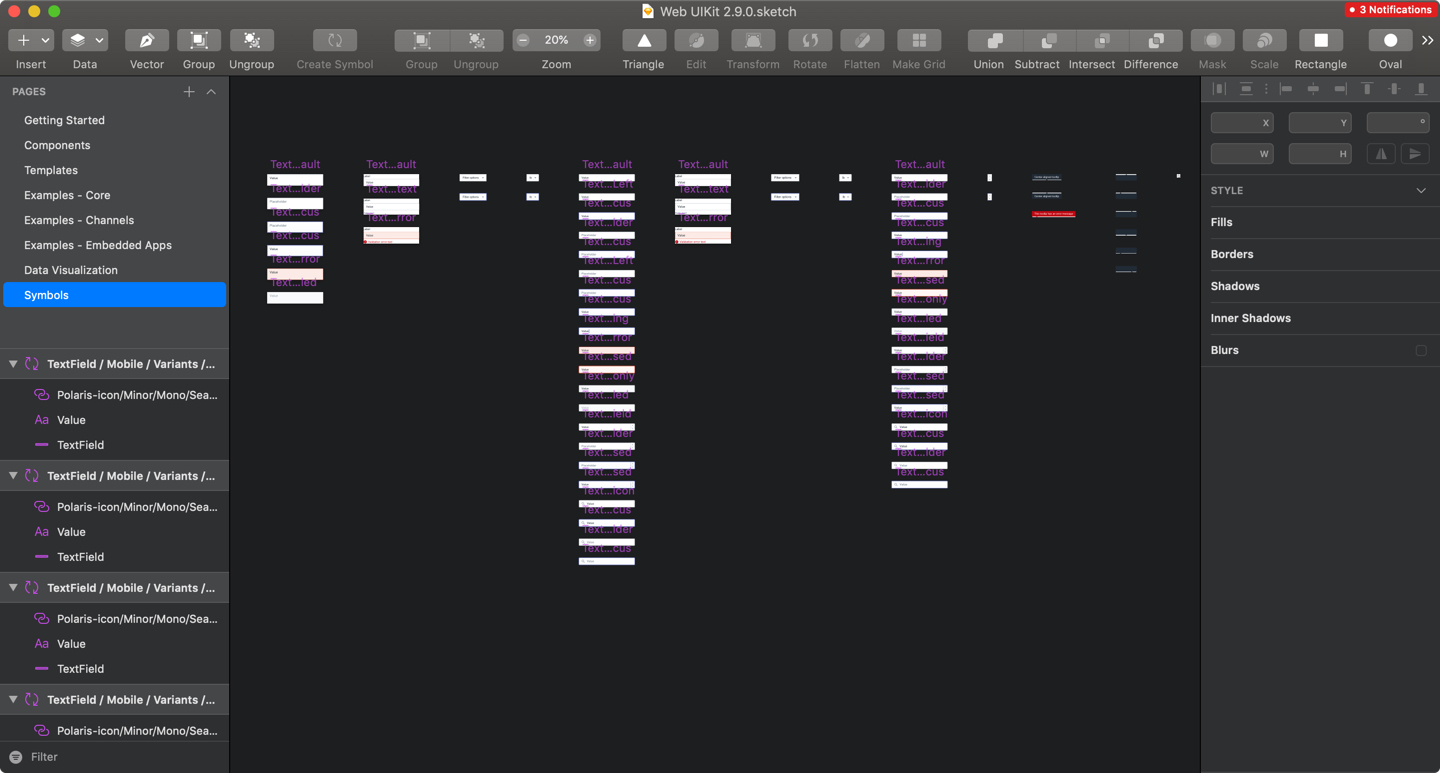 Web UIKit 2.9.0.sketch
3 Notifications
20%
Insert
Data
Vector
Group
Ungroup
Create Symbol
Group
Ungroup
Zoom
Triangle
Edit
Transform
Rotate
Flatten
Make Grid
Union
Subtract
Intersect
Difference
Mask
Scale
Rectangle
Oval
PAGES
Getting Started
Components
Templates
Examples - Core
Examples - Channels
Examples - Embedded Apps
Data Visualization
Symbols
TextField / Mobile / Variants /...
Polaris-icon/Minor/Mono/Sea...
Aa Value
TextField
TextField / Mobile / Variants /...
Polaris-icon/Minor/Mono/Sea...
Aa Value
TextField
TextField / Mobile / Variants /...
Polaris-icon/Minor/Mono/Sea...
Aa Value
TextField
TextField / Mobile / Variants /...
Polaris-icon/Minor/Mono/Sea...
Filter
Text...ault
Text...lder
Text...cus
Text...cus
Text...rror
Text...led
Text...ault
Text...text
Text...rror
Text...ault
Text...Left
Text...cus
Text...lder
Text...cus
Text...Left
Text...cus
Text...cus
Text...ing
Text...rror
Text...sed
Text...only
Text...led
Text...ield
Text...lder
Text...sed
Text...sed
Text...icon
Text...cus
Text...lder
Text...cus
Text...ault
Text...text
Text...rror
Text...ault
Text...lder
Text...cus
Text...cus
Text...ing
Text...rror
Text...sed
Text...only
Text...led
Text...ield
Text...lder
Text...sed
Text...sed
Text...icon
Text...cus
Text...lder
Text...cus
X
Y
°
W
H
STYLE
Fills
Borders
Shadows
Inner Shadows
Blurs